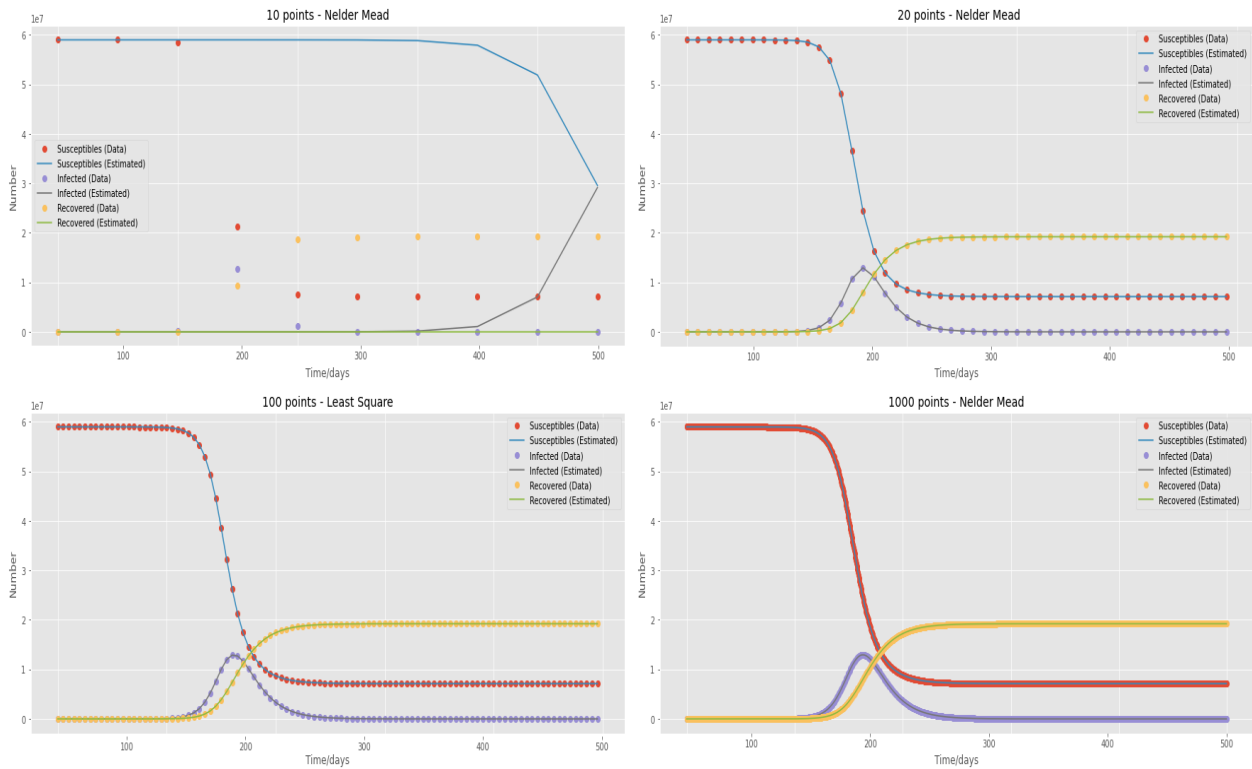 10 points - Nelder Mead
1e7
6
5
4
3
2
1
0
Number
Susceptibles (Data)
Susceptibles (Estimated)
Infected (Data)
Infected (Estimated)
Recovered (Data)
Recovered (Estimated)
100 200 300 400 500
Time/days
20 points - Nelder Mead
1e7
6
5
4
3
2
1
0
Number
Susceptibles (Data)
Susceptibles (Estimated)
Infected (Data)
Infected (Estimated)
Recovered (Data)
Recovered (Estimated)
100 200 300 400 500
Time/days
100 points - Least Square
1e7
6
5
4
3
2
1
0
Number
Susceptibles (Data)
Susceptibles (Estimated)
Infected (Data)
Infected (Estimated)
Recovered (Data)
Recovered (Estimated)
100 200 300 400 500
Time/days
1000 points - Nelder Mead
1e7
6
5
4
3
2
1
0
Number
Susceptibles (Data)
Susceptibles (Estimated)
Infected (Data)
Infected (Estimated)
Recovered (Data)
Recovered (Estimated)
100 200 300 400 500
Time/days